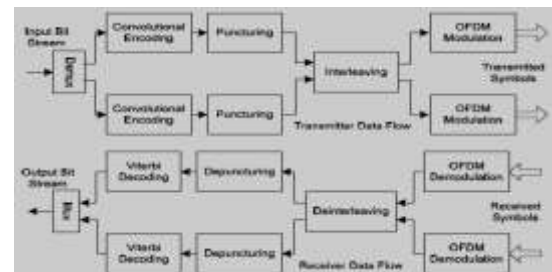 Input Bit
Stream
Demux
Convolutional
Encoding
Puncturing
Convolutional
Encoding
Puncturing
Interleaving
OFDM
Modulation
Transmitted
Symbols
OFDM
Modulation
Transmitter Data Flow
Output Bit
Stream
Mux
Viterbi
Decoding
Depuncturing
Viterbi
Decoding
Depuncturing
Deinterleaving
OFDM
Demodulation
Received
Symbols
OFDM
Demodulation
Receiver Data Flow